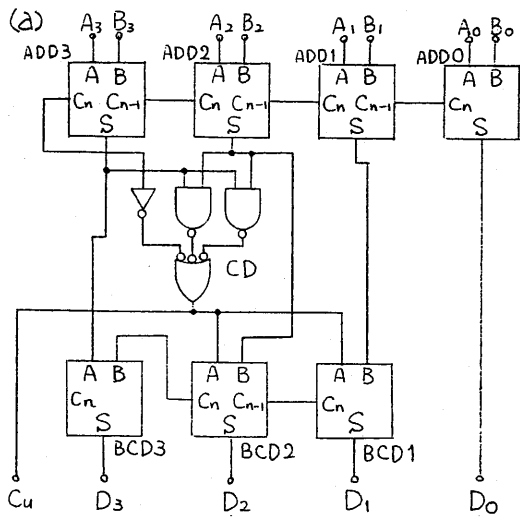 (a)
A₃ B₃ A₂ B₂ A₁ B₁ A₀ B₀
ADD3 ADD2 ADD1 ADD0
A B A B A B A B
Cn Cn-1 Cn Cn-1 Cn Cn-1 Cn
S S S S
CD
A B A B A B
Cn Cn Cn-1 Cn
S S S
BCD3 BCD2 BCD1
Cu D₃ D₂ D₁ D₀